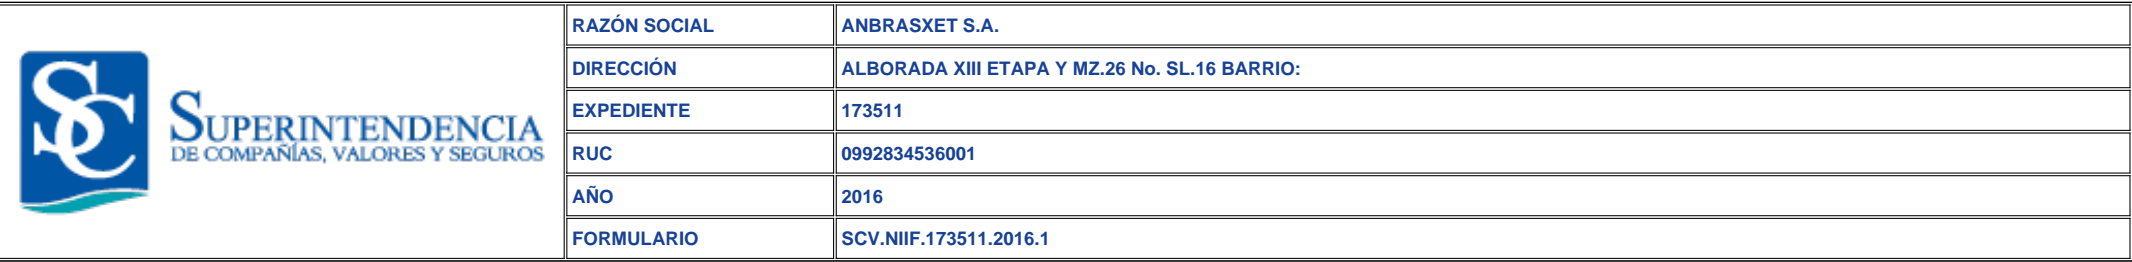 SC
SUPERINTENDENCIA
DE COMPAÑÍAS, VALORES Y SEGUROS
RAZÓN SOCIAL ANBRASXET S.A.
DIRECCIÓN ALBORADA XIII ETAPA Y MZ.26 No. SL.16 BARRIO:
EXPEDIENTE 173511
RUC 0992834536001
AÑO 2016
FORMULARIO SCV.NIIF.173511.2016.1